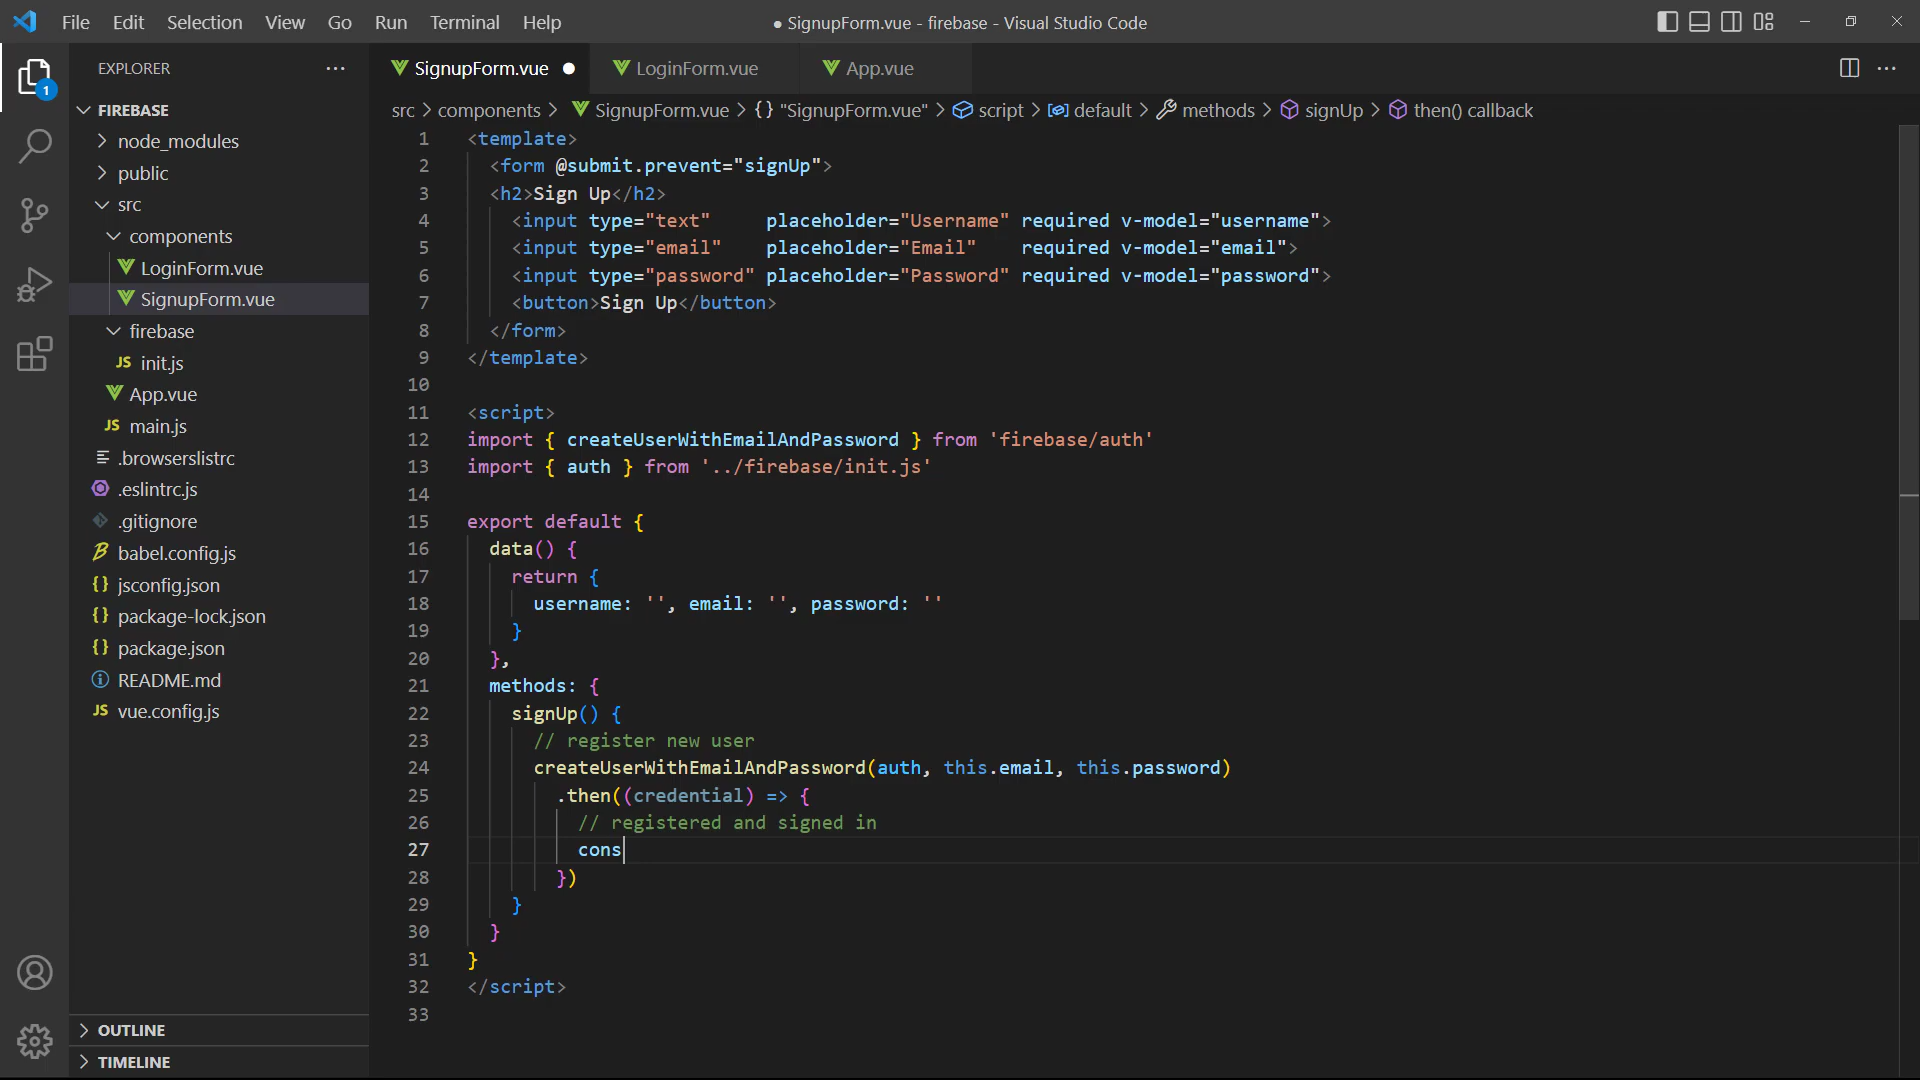 File Edit Selection View Go Run Terminal Help
● SignupForm.vue - firebase - Visual Studio Code
1
EXPLORER
FIREBASE
node_modules
public
src
components
LoginForm.vue
SignupForm.vue
firebase
JS init.js
App.vue
JS main.js
.browserslistrc
.eslintrc.js
.gitignore
babel.config.js
{} jsconfig.json
{} package-lock.json
{} package.json
README.md
JS vue.config.js
OUTLINE
TIMELINE
SignupForm.vue ● LoginForm.vue App.vue
src > components > SignupForm.vue > {} "SignupForm.vue" > script > default > methods > signUp > then() callback
1 <template>
2   <form @submit.prevent="signUp">
3   <h2>Sign Up</h2>
4     <input type="text"     placeholder="Username" required v-model="username">
5     <input type="email"    placeholder="Email"    required v-model="email">
6     <input type="password" placeholder="Password" required v-model="password">
7     <button>Sign Up</button>
8   </form>
9 </template>
10
11 <script>
12 import { createUserWithEmailAndPassword } from 'firebase/auth'
13 import { auth } from '../firebase/init.js'
14
15 export default {
16   data() {
17     return {
18       username: '', email: '', password: ''
19     }
20   },
21   methods: {
22     signUp() {
23       // register new user
24       createUserWithEmailAndPassword(auth, this.email, this.password)
25         .then((credential) => {
26           // registered and signed in
27           cons
28         })
29     }
30   }
31 }
32 </script>
33